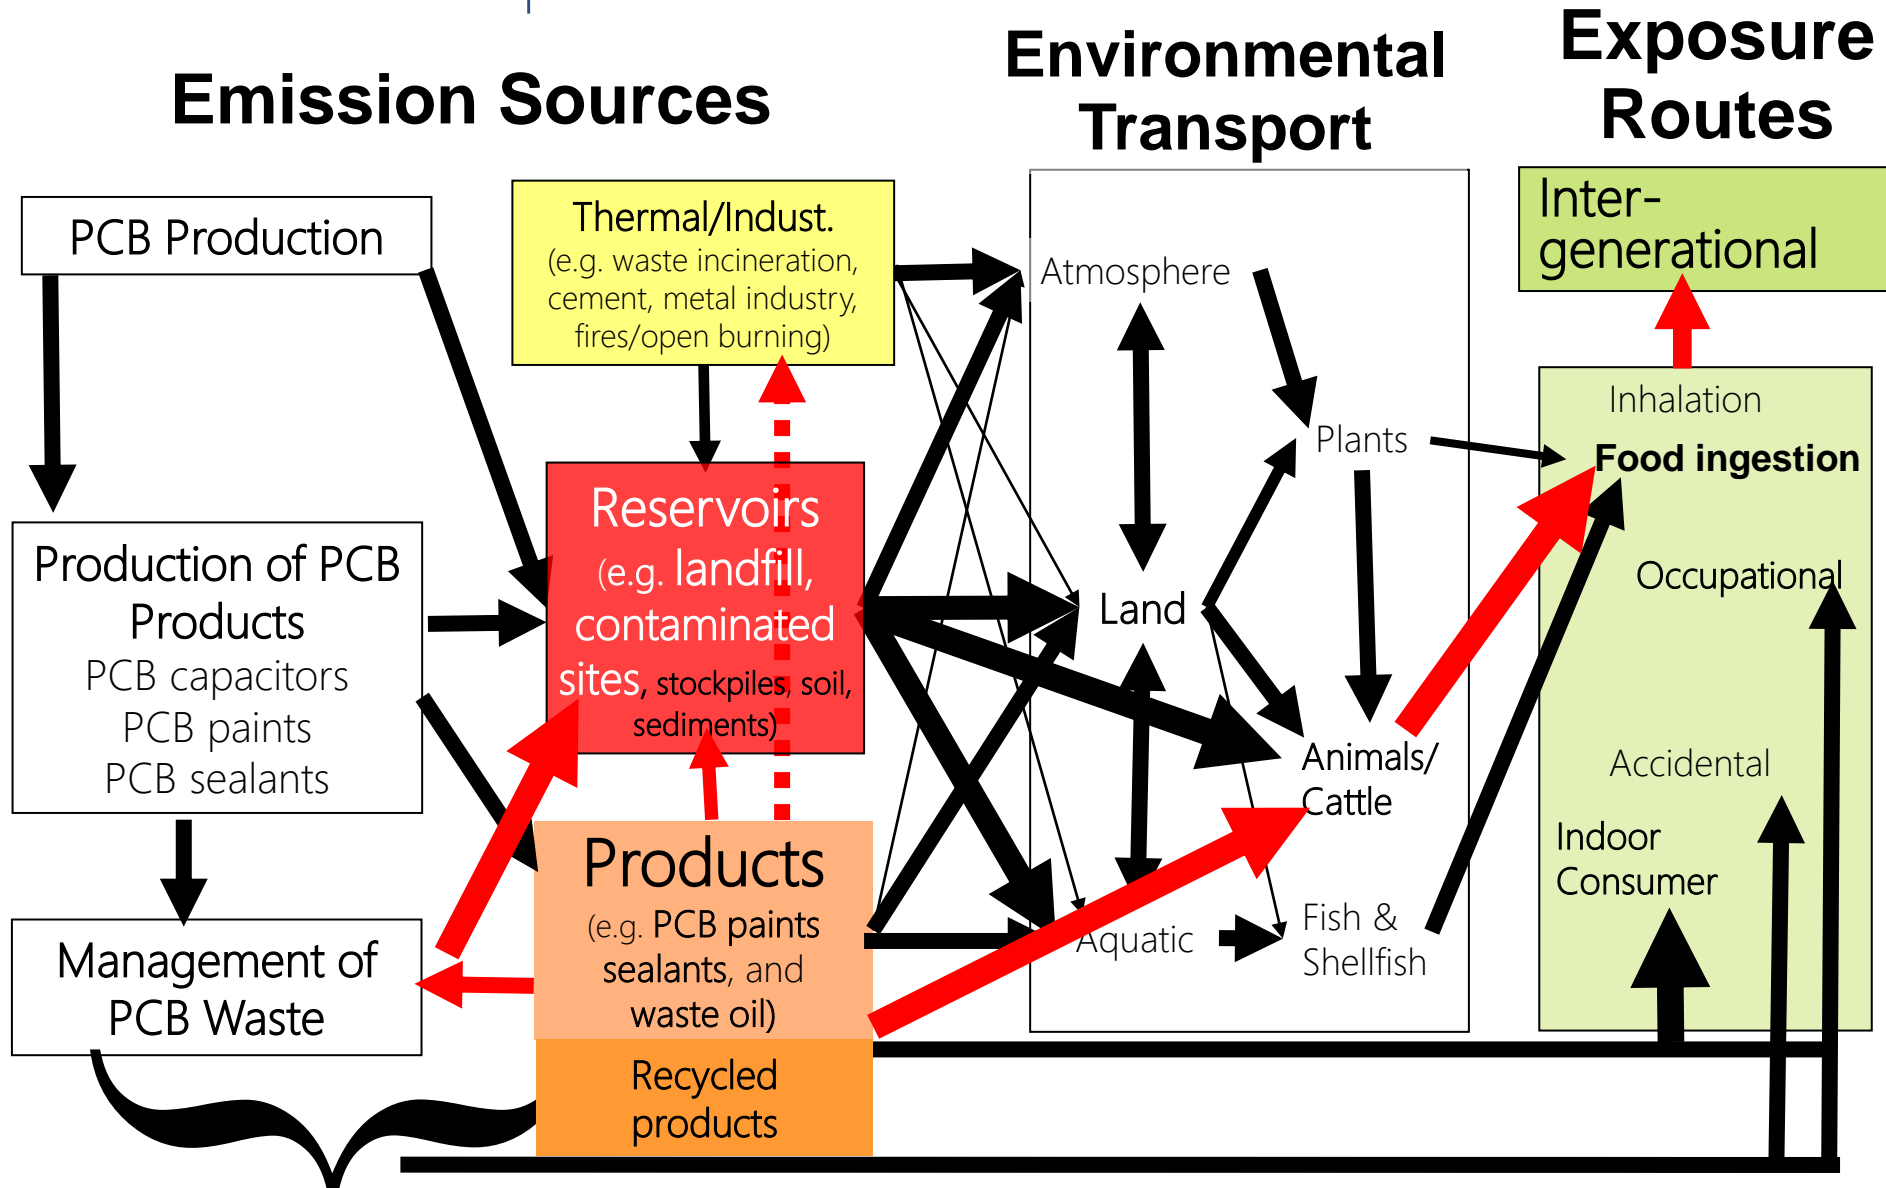 Emission Sources
Environmental
Transport
Exposure
Routes
PCB Production
Production of PCB
Products
PCB capacitors
PCB paints
PCB sealants
Management of
PCB Waste
Thermal/Indust.
(e.g. waste incineration,
cement, metal industry,
fires/open burning)
Reservoirs
(e.g. landfill,
contaminated
sites, stockpiles, soil,
sediments)
Products
(e.g. PCB paints
sealants, and
waste oil)
Recycled
products
Atmosphere
Plants
Land
Animals/
Cattle
Aquatic
Fish &
Shellfish
Inter-
generational
Inhalation
Food ingestion
Occupational
Accidental
Indoor
Consumer